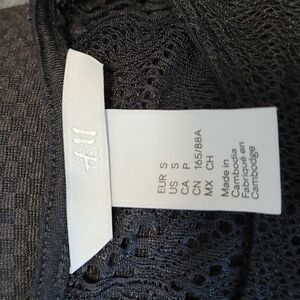 H&M
EUR S
US S
CA P
CN 165/88A
MX CH
Made in
Cambodia
Fabriqué en
Cambodge